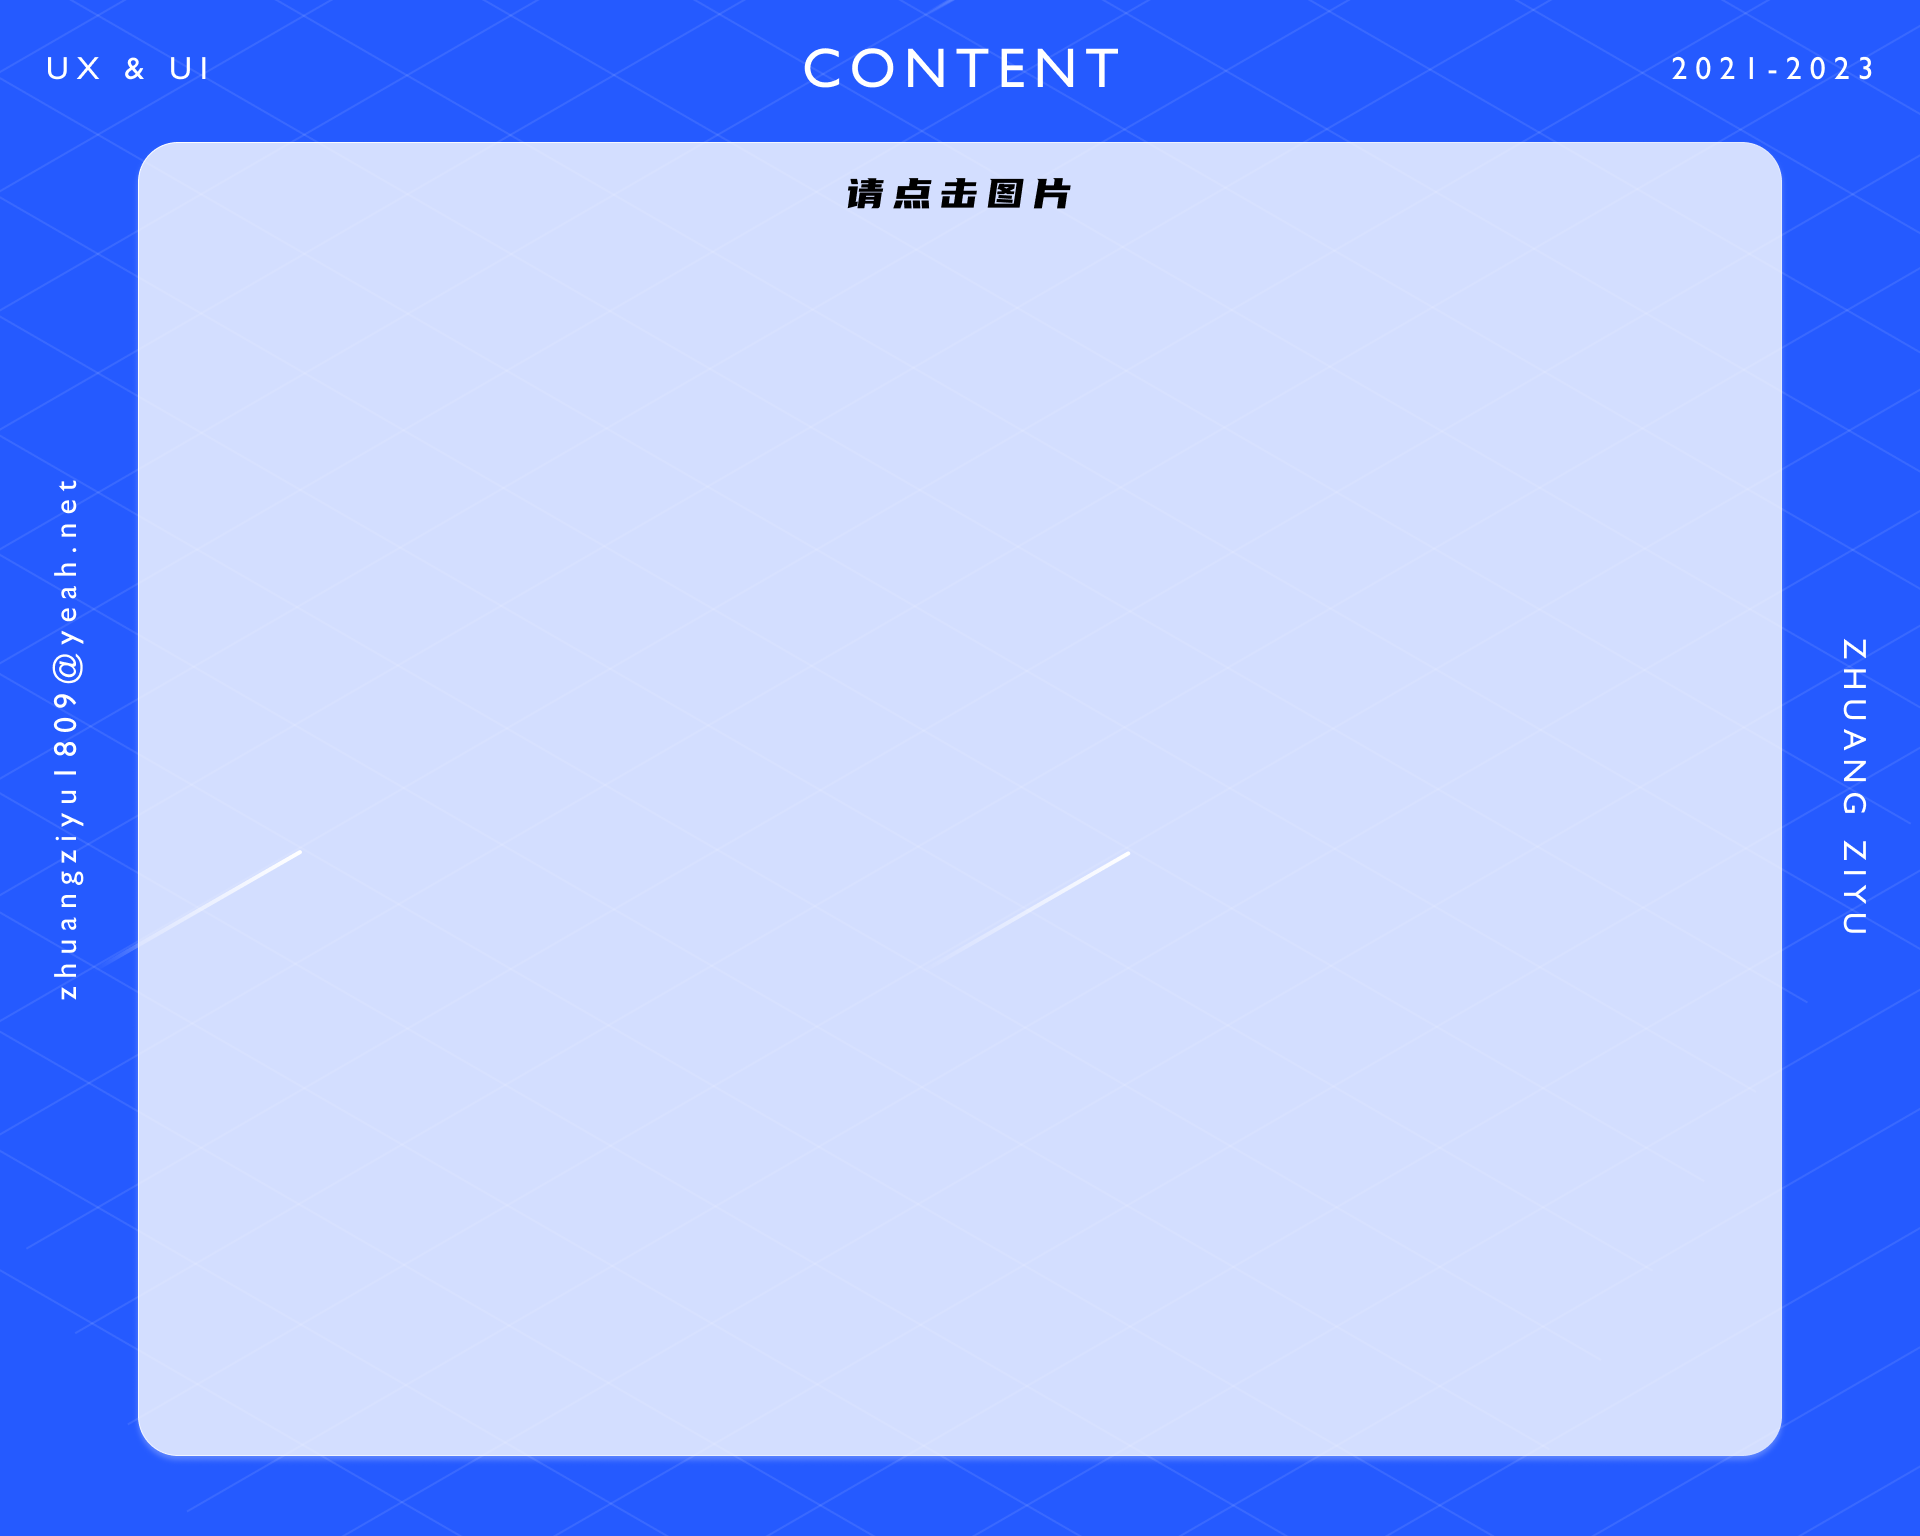 UX & UI
CONTENT
2021-2023
请点击图片
zhuangziyu1809@yeah.net
ZHUANG ZIYU